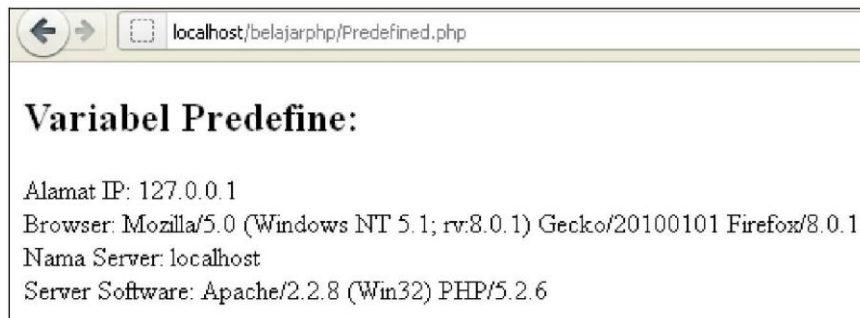 localhost/belajarphp/Predefined.php
Variabel Predefine:
Alamat IP: 127.0.0.1
Browser: Mozilla/5.0 (Windows NT 5.1; rv:8.0.1) Gecko/20100101 Firefox/8.0.1
Nama Server: localhost
Server Software: Apache/2.2.8 (Win32) PHP/5.2.6